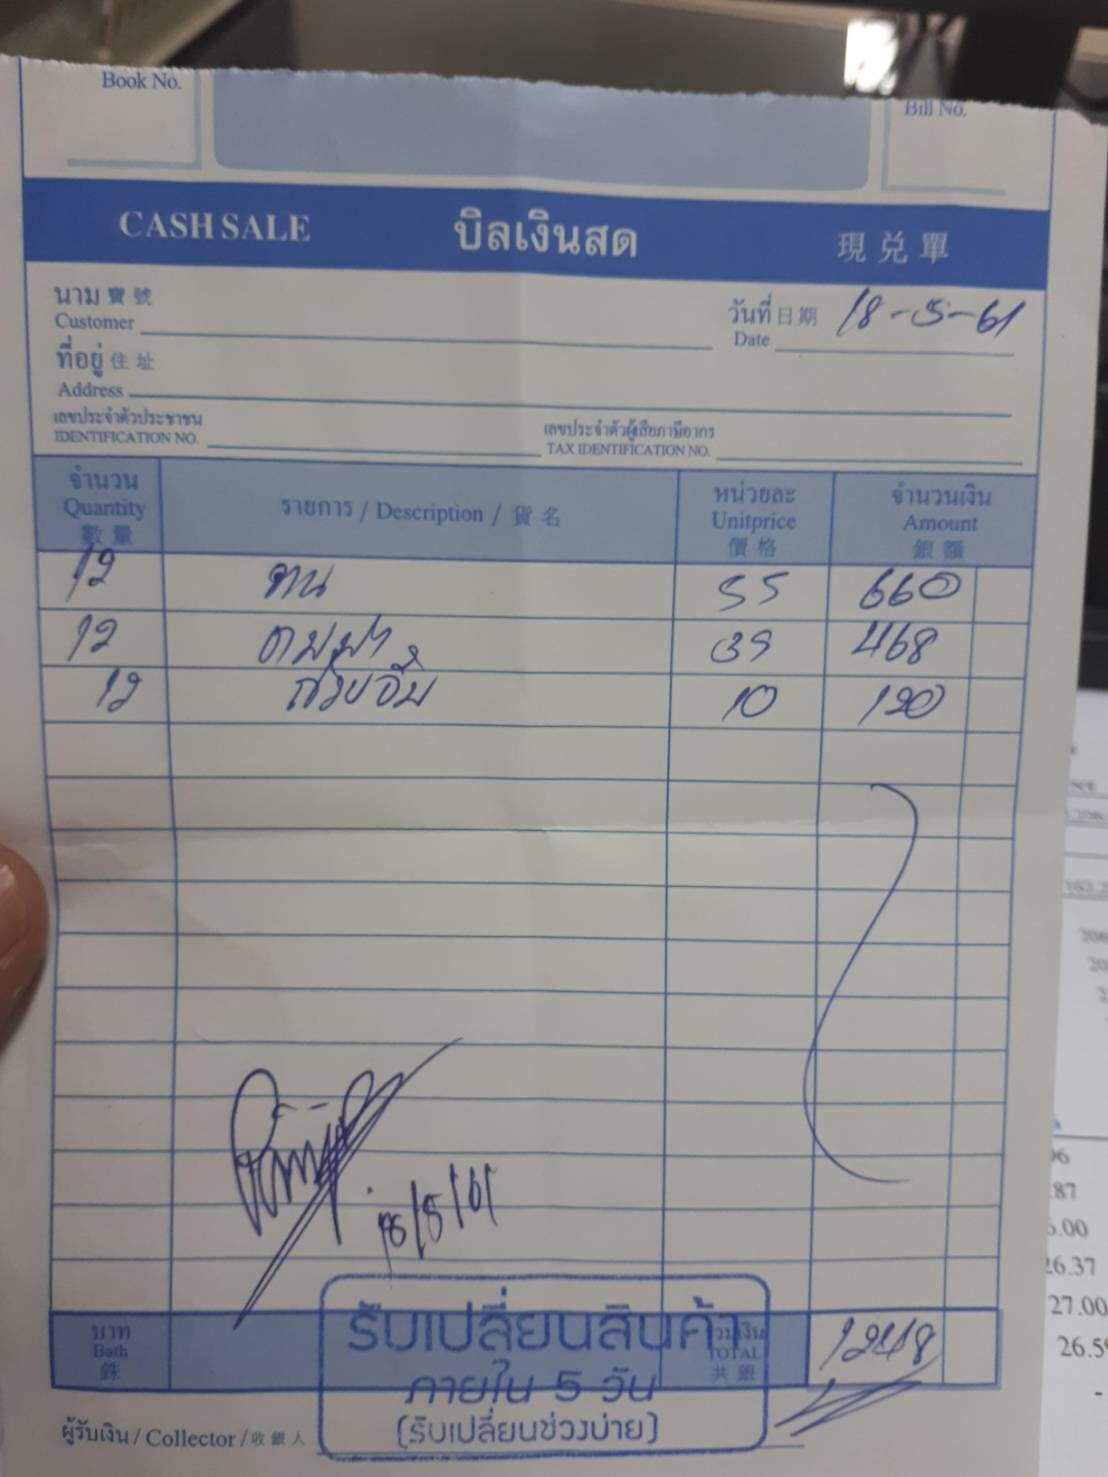 Book No.
Bill No.
CASH SALE บิลเงินสด 現兑單
นาม 寶號
Customer
วันที่ 日期 18-5-61
Date
ที่อยู่ 住址
Address
เลขประจำตัวประชาชน
IDENTIFICATION NO.
เลขประจำตัวผู้เสียภาษีอากร
TAX IDENTIFICATION NO.
จำนวน
Quantity
數量
รายการ / Description / 貨名
หน่วยละ
Unitprice
價格
จำนวนเงิน
Amount
銀額
12 55 660
12 39 468
12 10 120
18/5/61
บาท
Bath
銖
รวมเงิน
TOTAL
共銀
1248
รับเปลี่ยนสินค้า
ภายใน 5 วัน
(รับเปลี่ยนช่วงบ่าย)
ผู้รับเงิน / Collector / 收銀人
87
26.37
27.00